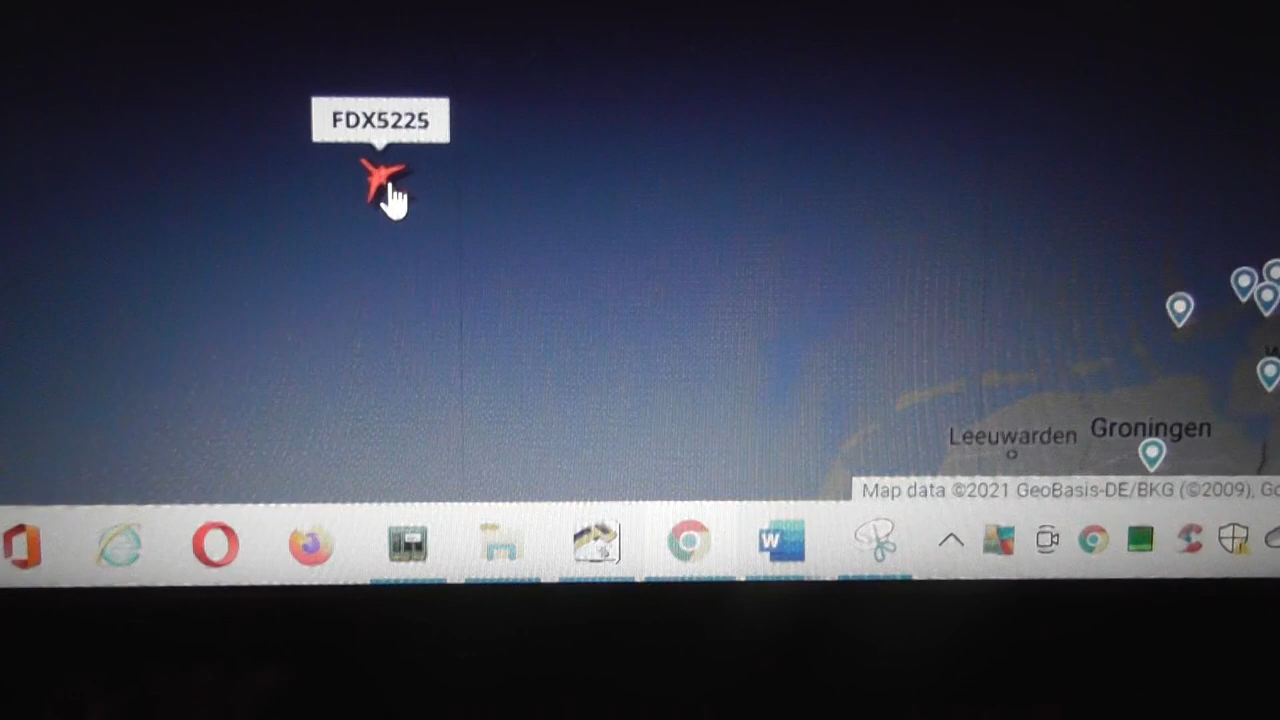 FDX5225
Leeuwarden
Groningen
Map data ©2021 GeoBasis-DE/BKG (©2009), Go
W